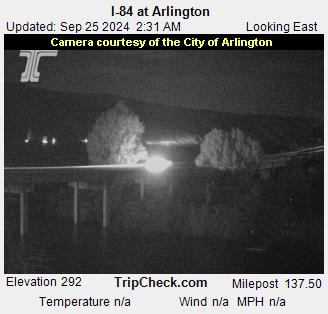 I-84 at Arlington
Updated: Sep 25 2024 2:31 AM Looking East
Camera courtesy of the City of Arlington
Elevation 292 TripCheck.com Milepost 137.50
Temperature n/a Wind n/a MPH n/a